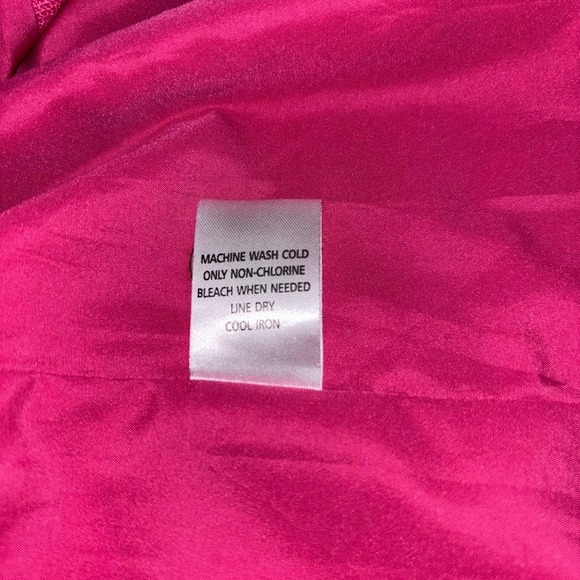 MACHINE WASH COLD
ONLY NON-CHLORINE
BLEACH WHEN NEEDED
LINE DRY
COOL IRON